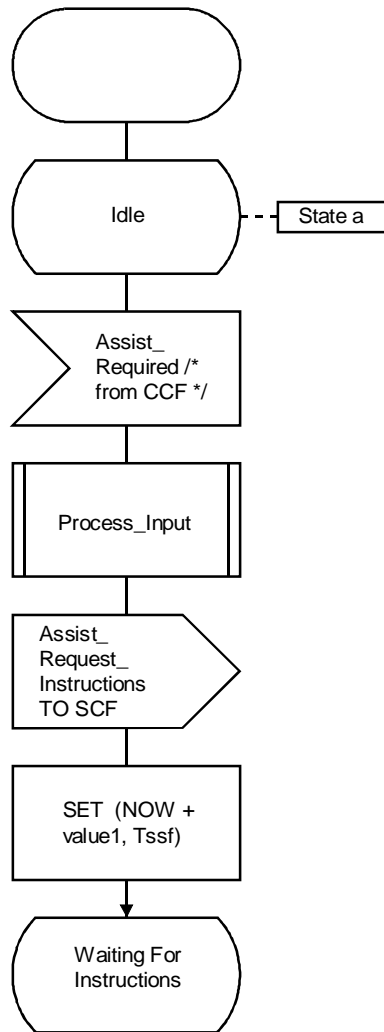 Idle
State a
Assist_
Required /*
from CCF */
Process_Input
Assist_
Request_
Instructions
TO SCF
SET (NOW +
value1, Tssf)
Waiting For
Instructions